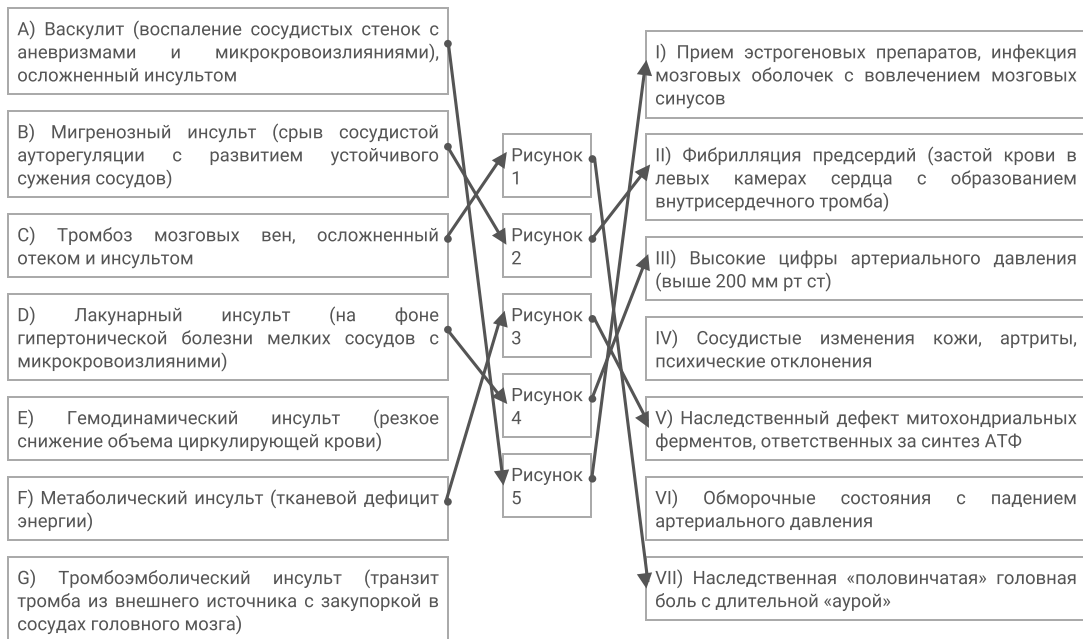 A) Васкулит (воспаление сосудистых стенок с
аневризмами и микрокровоизлияниями),
осложненный инсультом
B) Мигренозный инсульт (срыв сосудистой
ауторегуляции с развитием устойчивого
сужения сосудов)
C) Тромбоз мозговых вен, осложненный
отеком и инсультом
D) Лакунарный инсульт (на фоне
гипертонической болезни мелких сосудов с
микрокровоизлияними)
E) Гемодинамический инсульт (резкое
снижение объема циркулирующей крови)
F) Метаболический инсульт (тканевой дефицит
энергии)
G) Тромбоэмболический инсульт (транзит
тромба из внешнего источника с закупоркой в
сосудах головного мозга)
Рисунок
1
Рисунок
2
Рисунок
3
Рисунок
4
Рисунок
5
I) Прием эстрогеновых препаратов, инфекция
мозговых оболочек с вовлечением мозговых
синусов
II) Фибрилляция предсердий (застой крови в
левых камерах сердца с образованием
внутрисердечного тромба)
III) Высокие цифры артериального давления
(выше 200 мм рт ст)
IV) Сосудистые изменения кожи, артриты,
психические отклонения
V) Наследственный дефект митохондриальных
ферментов, ответственных за синтез АТФ
VI) Обморочные состояния с падением
артериального давления
VII) Наследственная «половинчатая» головная
боль с длительной «аурой»